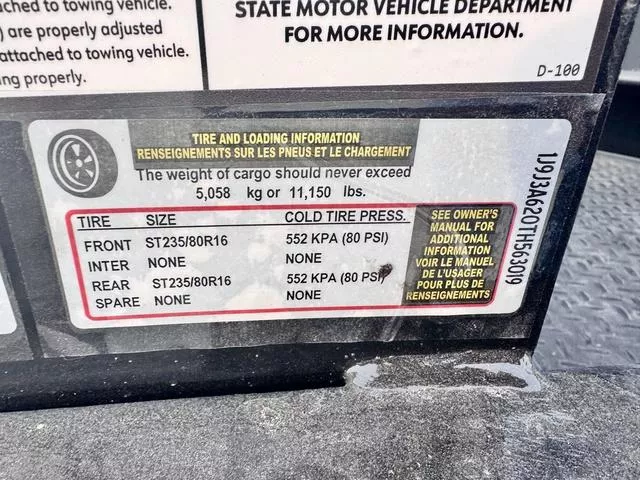 ched to towing vehicle.
) are properly adjusted
attached to towing vehicle.
ng properly.
STATE MOTOR VEHICLE DEPARTMENT
FOR MORE INFORMATION.
D-100
TIRE AND LOADING INFORMATION
RENSEIGNEMENTS SUR LES PNEUS ET LE CHARGEMENT
The weight of cargo should never exceed
5,058 kg or 11,150 lbs.
TIRE SIZE COLD TIRE PRESS.
FRONT ST235/80R16 552 KPA (80 PSI)
INTER NONE NONE
REAR ST235/80R16 552 KPA (80 PSI)
SPARE NONE NONE
SEE OWNER'S
MANUAL FOR
ADDITIONAL
INFORMATION
VOIR LE MANUEL
DE L'USAGER
POUR PLUS DE
RENSEIGNEMENTS
1J9J3A620TH563019